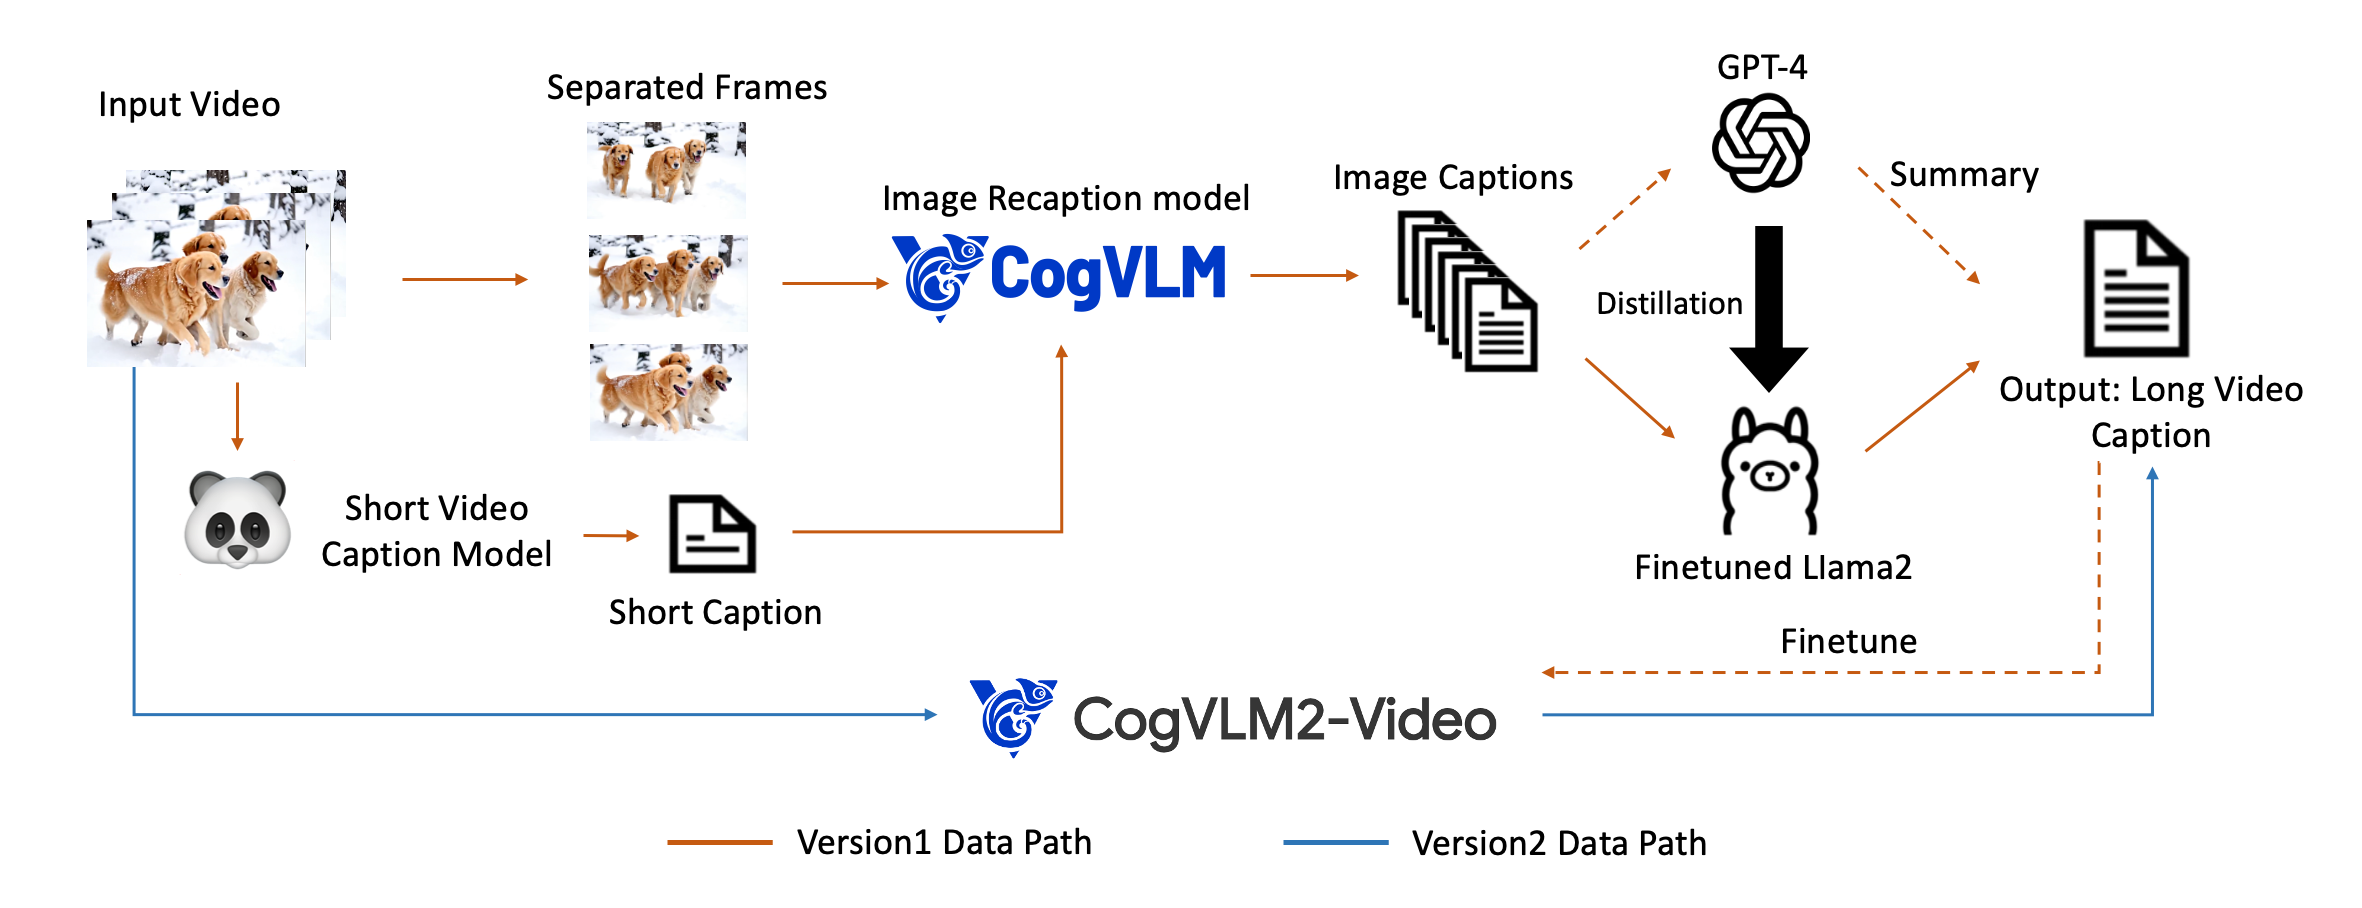 Input Video
Separated Frames
Image Recaption model
CogVLM
Image Captions
GPT-4
Summary
Distillation
Finetuned Llama2
Output: Long Video
Caption
Short Video
Caption Model
Short Caption
Finetune
CogVLM2-Video
Version1 Data Path
Version2 Data Path